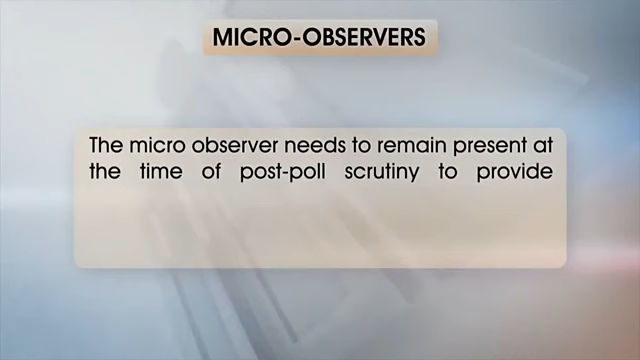 MICRO-OBSERVERS
The micro observer needs to remain present at
the time of post-poll scrutiny to provide